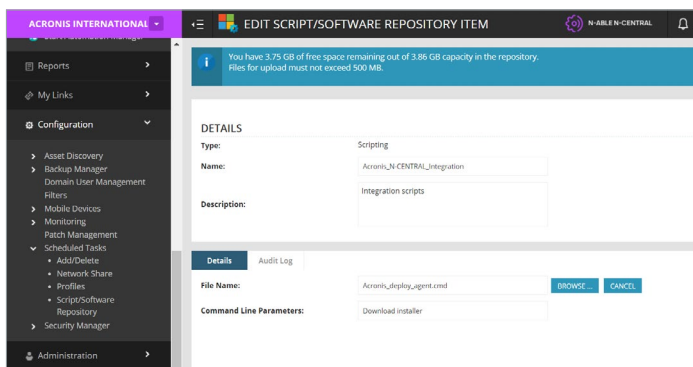 ACRONIS INTERNATIONAL
EDIT SCRIPT/SOFTWARE REPOSITORY ITEM
N-ABLE N-CENTRAL
Start Automation Manager
Reports
My Links
Configuration
Asset Discovery
Backup Manager
Domain User Management
Filters
Mobile Devices
Monitoring
Patch Management
Scheduled Tasks
Add/Delete
Network Share
Profiles
Script/Software
Repository
Security Manager
Administration
You have 3.75 GB of free space remaining out of 3.86 GB capacity in the repository.
Files for upload must not exceed 500 MB.
DETAILS
Type: Scripting
Name: Acronis_N-CENTRAL_Integration
Description: Integration scripts
Details Audit Log
File Name: Acronis_deploy_agent.cmd BROWSE ... CANCEL
Command Line Parameters: Download installer